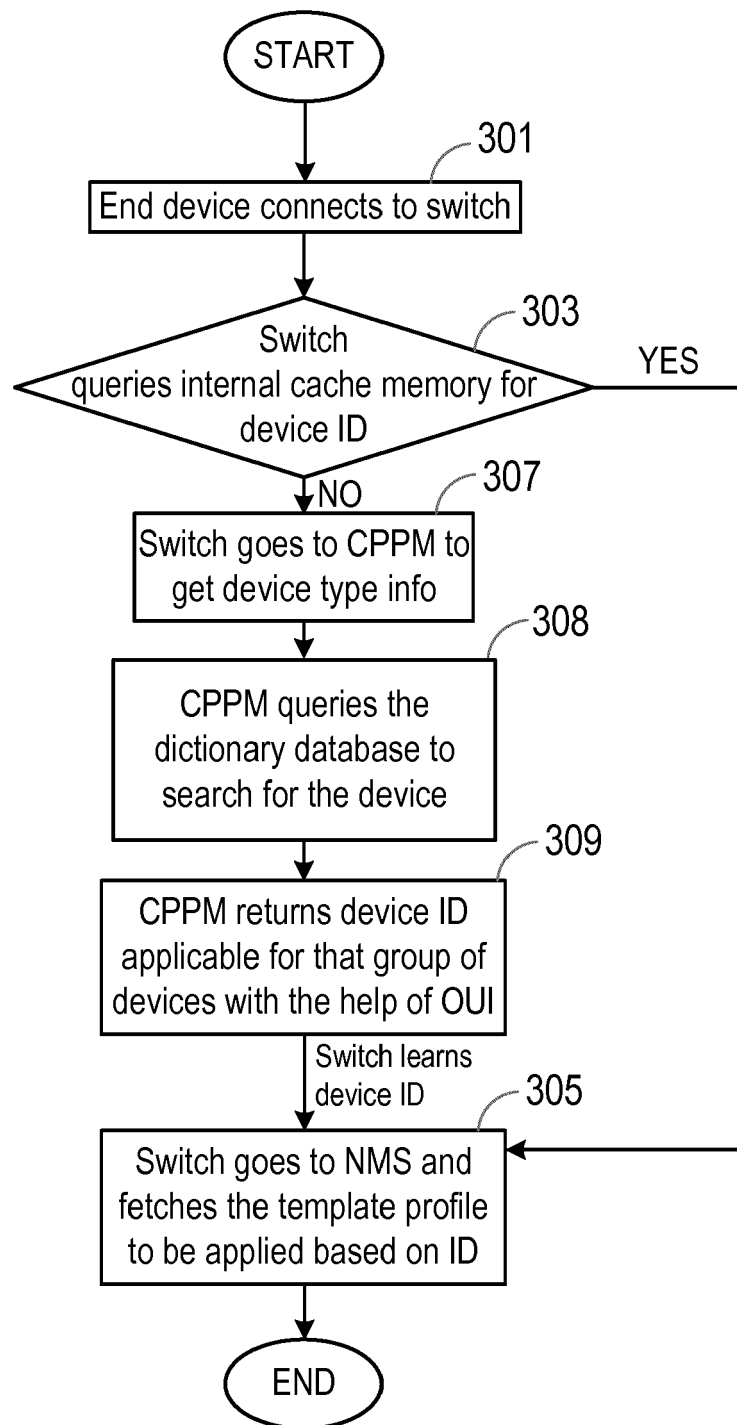 START
301
End device connects to switch
303
Switch
queries internal cache memory for
device ID
YES
NO
307
Switch goes to CPPM to
get device type info
308
CPPM queries the
dictionary database to
search for the device
309
CPPM returns device ID
applicable for that group of
devices with the help of OUI
Switch learns
device ID
305
Switch goes to NMS and
fetches the template profile
to be applied based on ID
END